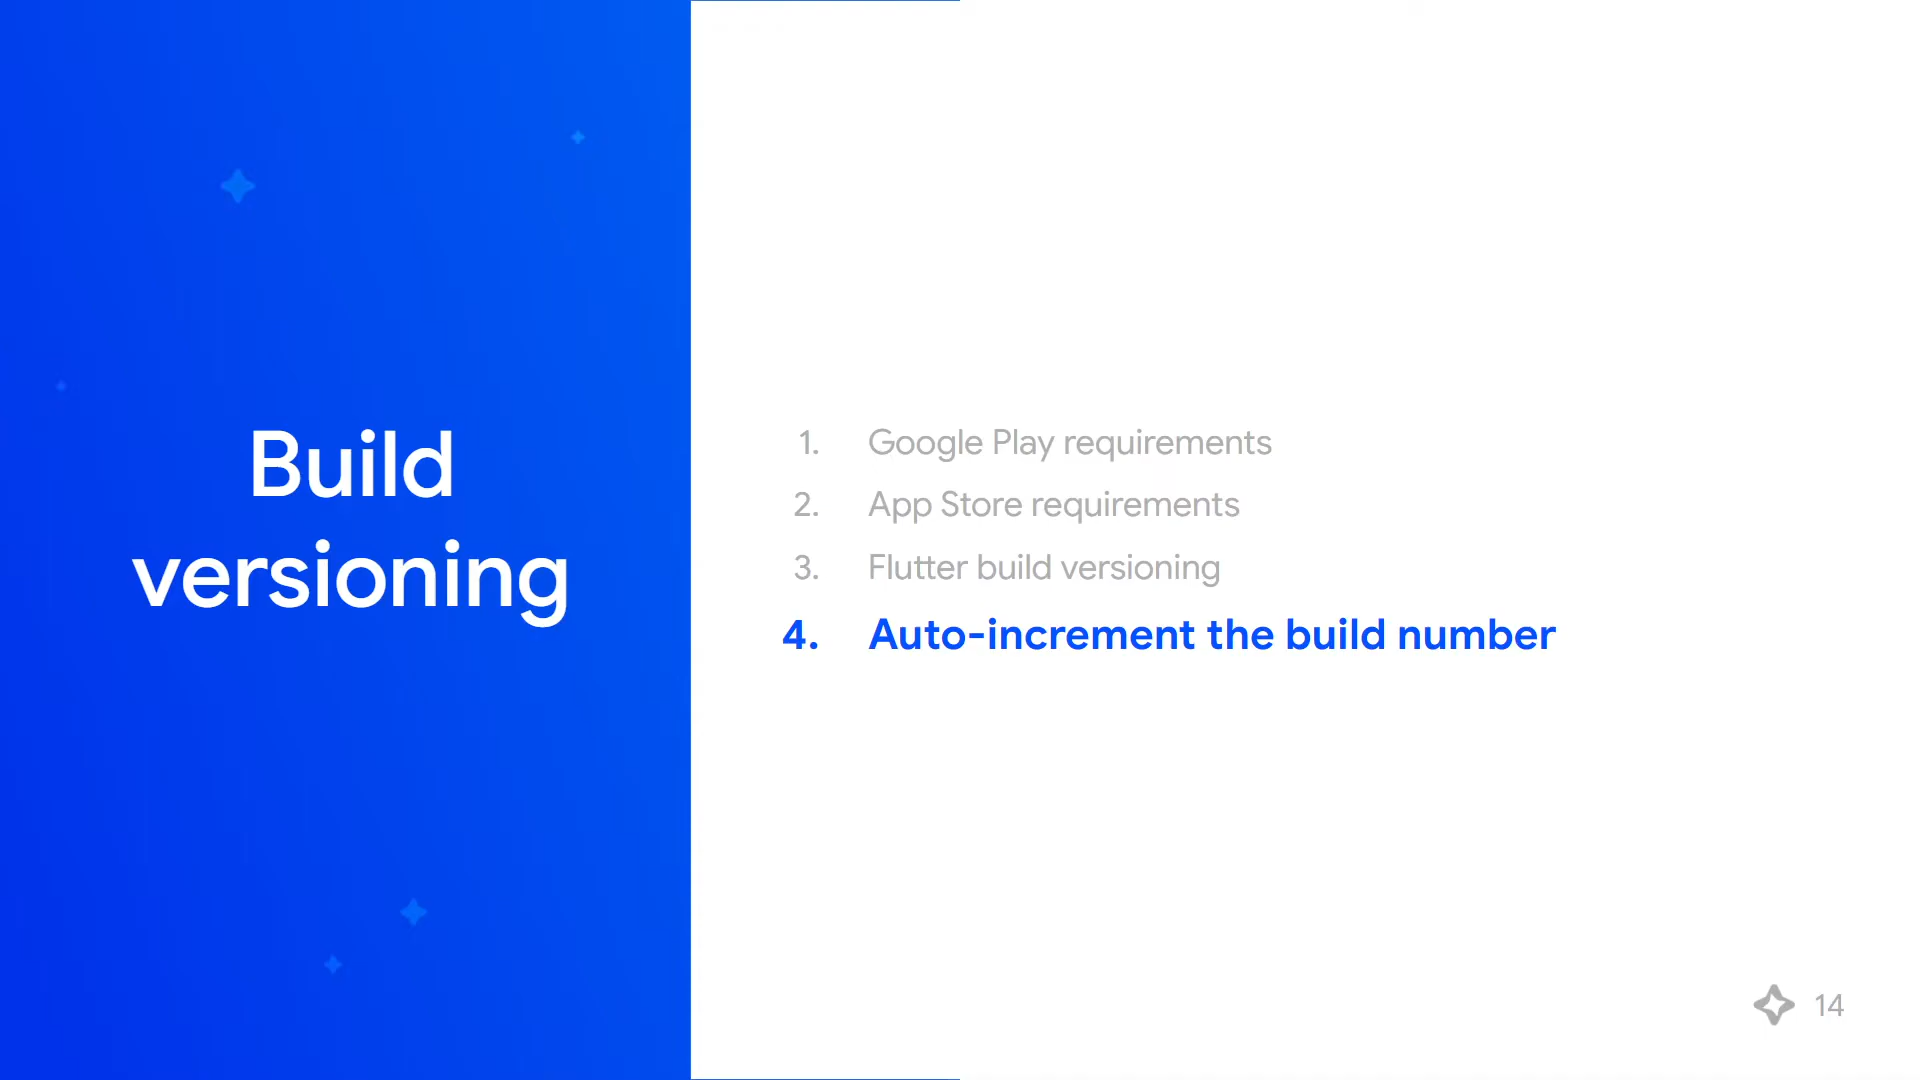 Build
versioning
1. Google Play requirements
2. App Store requirements
3. Flutter build versioning
4. Auto-increment the build number
14